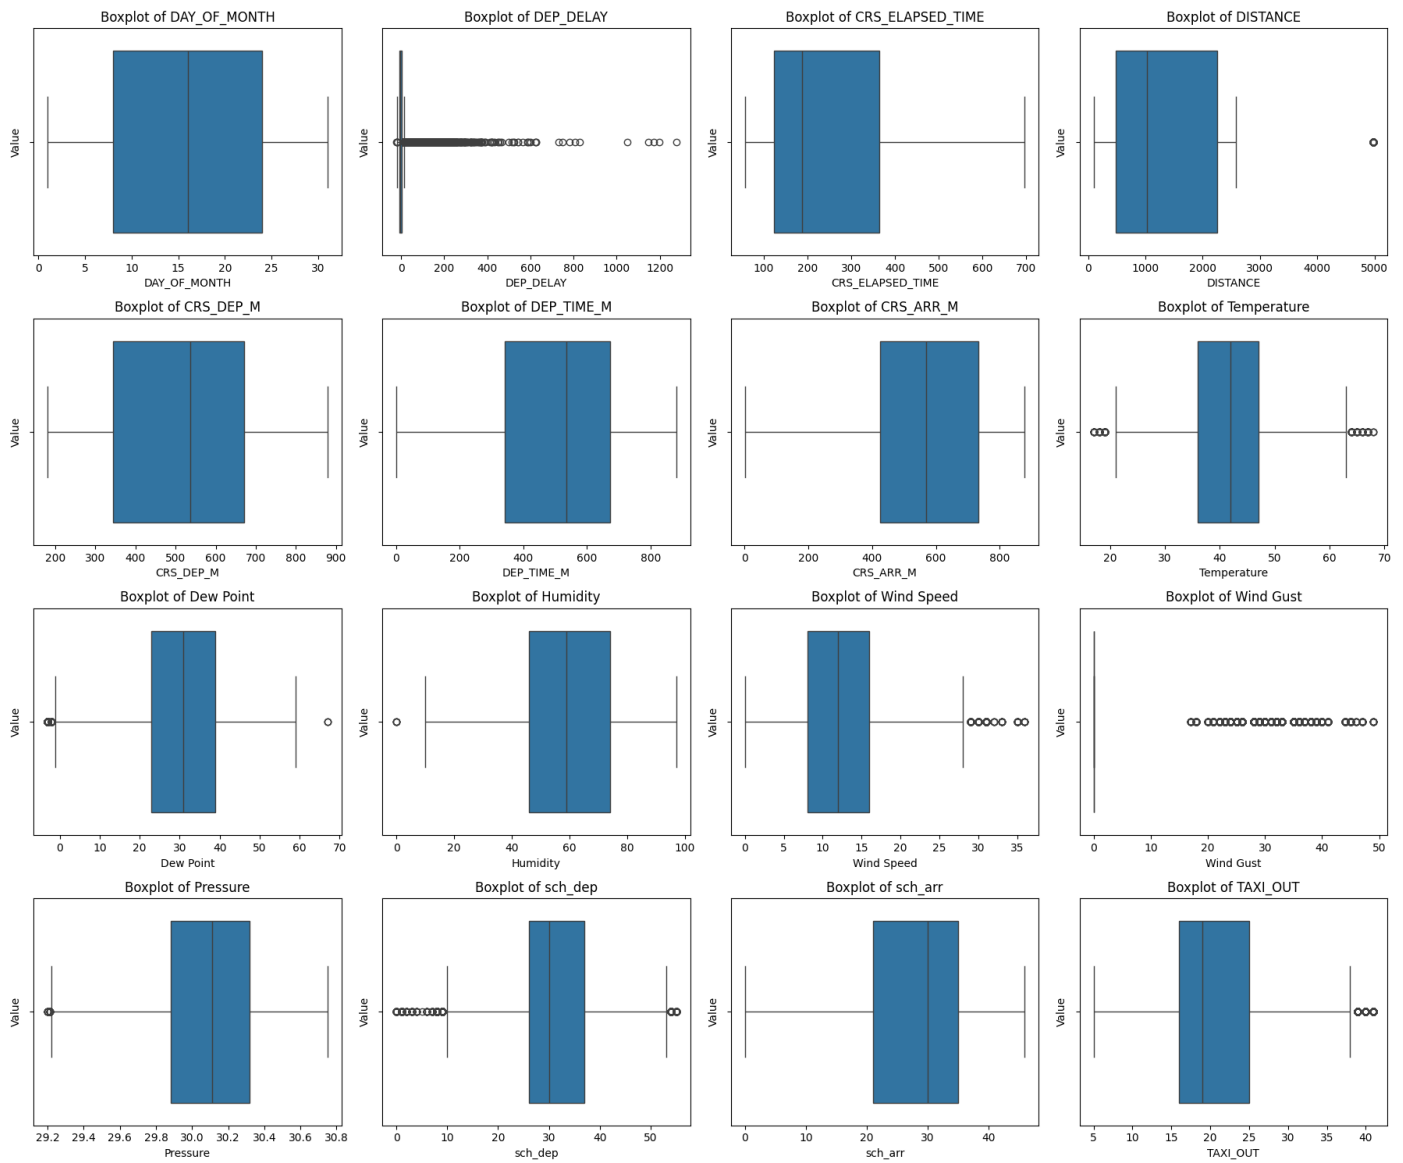 Boxplot of DAY_OF_MONTH
Value
0 5 10 15 20 25 30
DAY_OF_MONTH
Boxplot of DEP_DELAY
Value
0 200 400 600 800 1000 1200
DEP_DELAY
Boxplot of CRS_ELAPSED_TIME
Value
100 200 300 400 500 600 700
CRS_ELAPSED_TIME
Boxplot of DISTANCE
Value
0 1000 2000 3000 4000 5000
DISTANCE
Boxplot of CRS_DEP_M
Value
200 300 400 500 600 700 800 900
CRS_DEP_M
Boxplot of DEP_TIME_M
Value
0 200 400 600 800
DEP_TIME_M
Boxplot of CRS_ARR_M
Value
0 200 400 600 800
CRS_ARR_M
Boxplot of Temperature
Value
20 30 40 50 60 70
Temperature
Boxplot of Dew Point
Value
0 10 20 30 40 50 60 70
Dew Point
Boxplot of Humidity
Value
0 20 40 60 80 100
Humidity
Boxplot of Wind Speed
Value
0 5 10 15 20 25 30 35
Wind Speed
Boxplot of Wind Gust
Value
0 10 20 30 40 50
Wind Gust
Boxplot of Pressure
Value
29.2 29.4 29.6 29.8 30.0 30.2 30.4 30.6 30.8
Pressure
Boxplot of sch_dep
Value
0 10 20 30 40 50
sch_dep
Boxplot of sch_arr
Value
0 10 20 30 40
sch_arr
Boxplot of TAXI_OUT
Value
5 10 15 20 25 30 35 40
TAXI_OUT